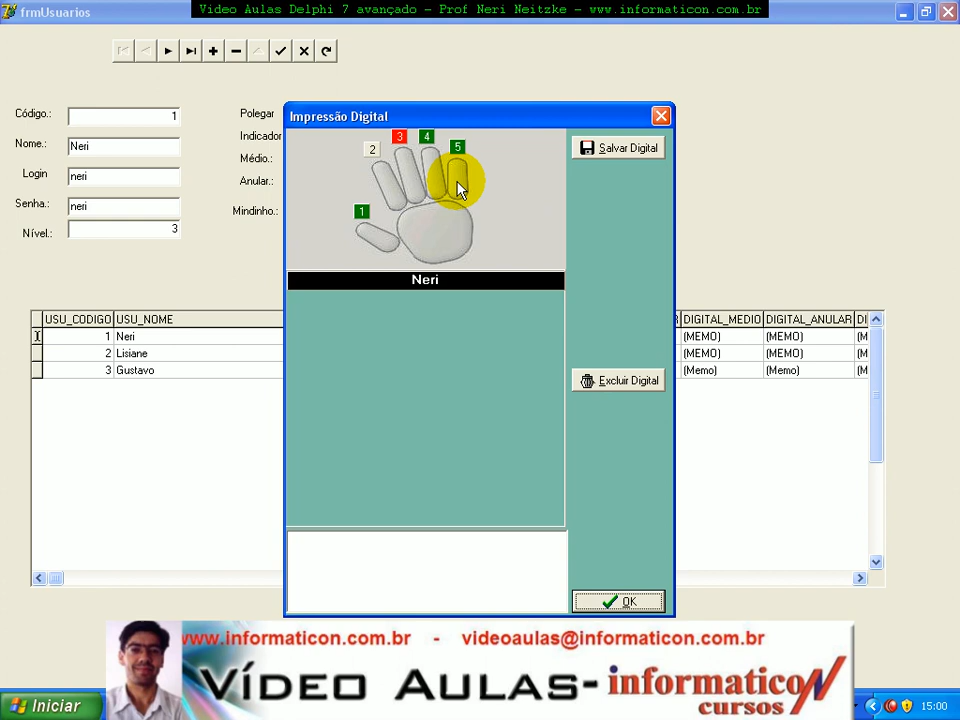 Video Aulas Delphi 7 avançado – Prof Neri Neitzke – www.informaticon.com.br
frmUsuarios
Código.: 1
Nome.: Neri
Login neri
Senha.: neri
Nível.: 3
Polegar
Indicador
Médio.:
Anular.:
Mindinho.:
Impressão Digital
1
2
3
4
5
Neri
Salvar Digital
Excluir Digital
OK
USU_CODIGO USU_NOME DIGITAL_MEDIO DIGITAL_ANULAR DI
1 Neri (MEMO) (MEMO) (M
2 Lisiane (MEMO) (MEMO) (M
3 Gustavo (Memo) (Memo) (M
www.informaticon.com.br - videoaulas@informaticon.com.br
Vídeo Aulas- informaticon
cursos
Iniciar
15:00